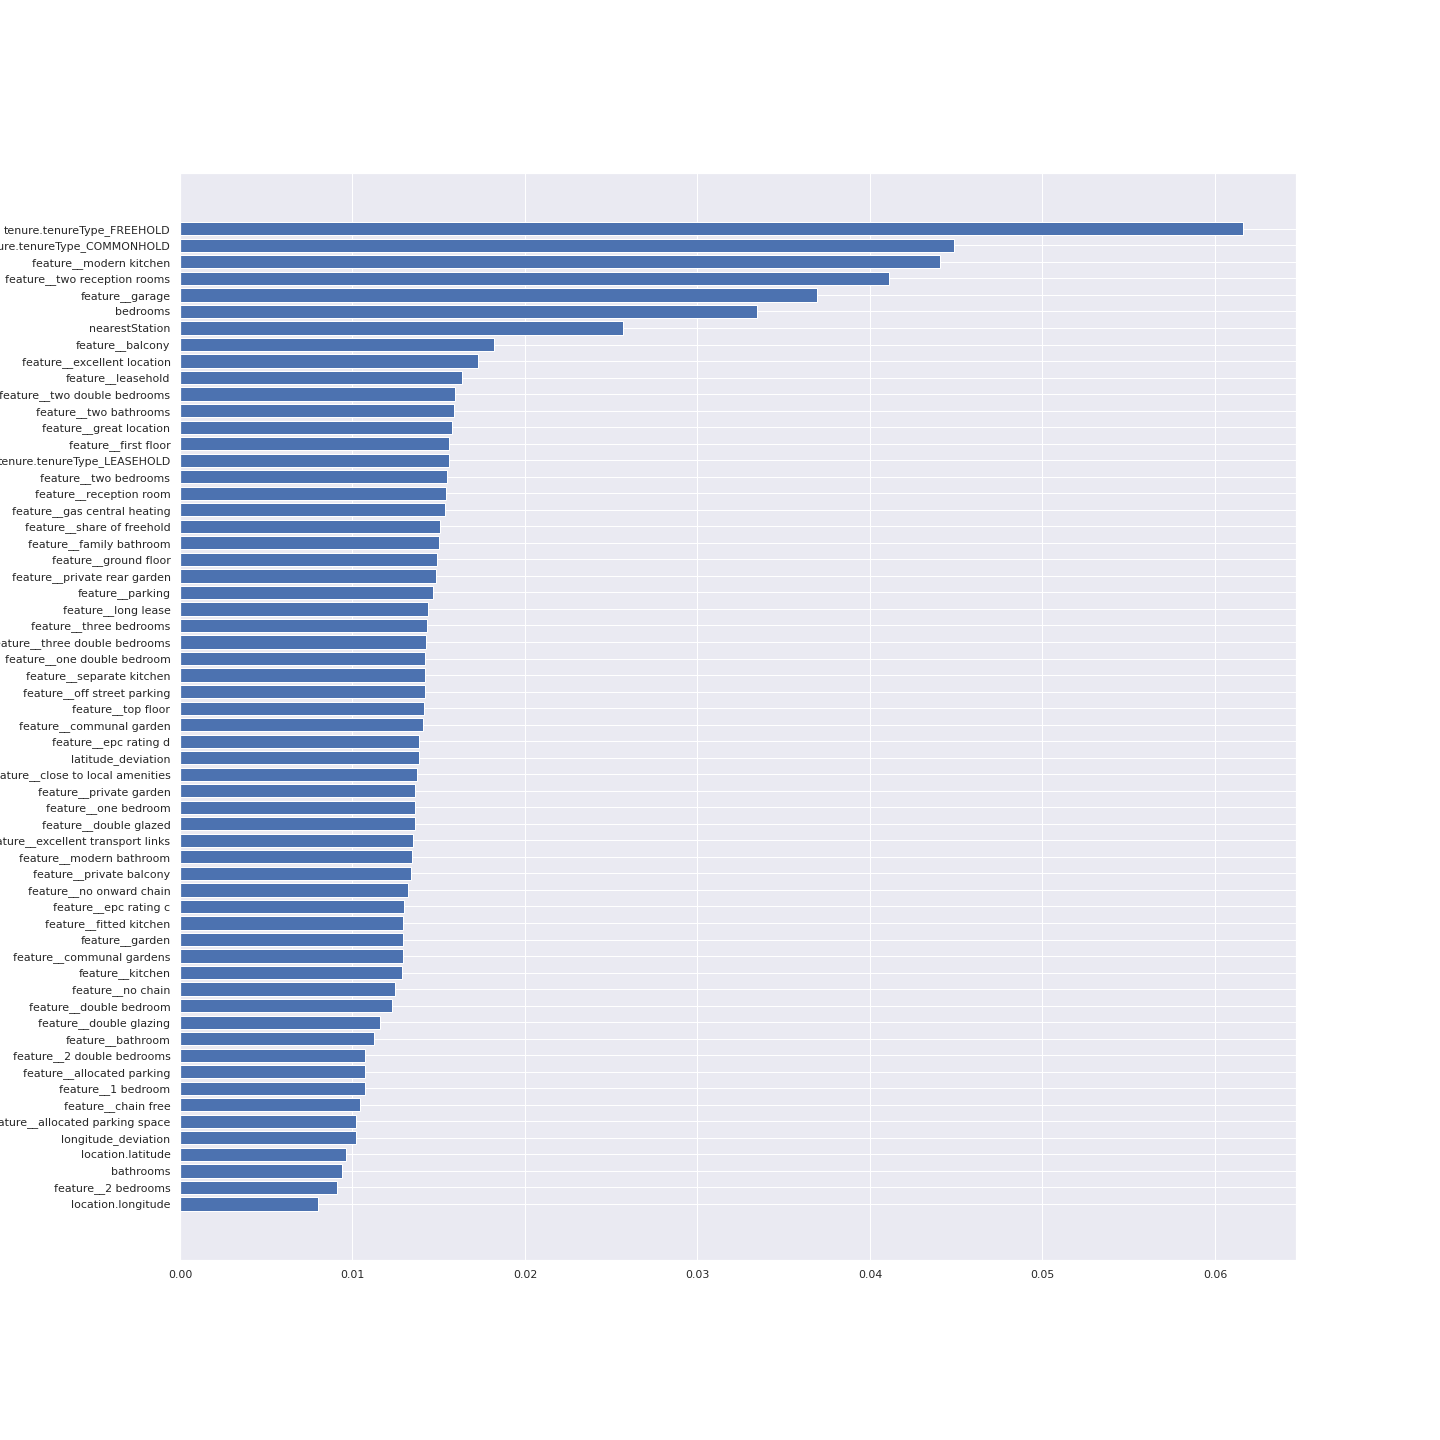 tenure.tenureType_FREEHOLD
ure.tenureType_COMMONHOLD
feature__modern kitchen
feature__two reception rooms
feature__garage
bedrooms
nearestStation
feature__balcony
feature__excellent location
feature__leasehold
feature__two double bedrooms
feature__two bathrooms
feature__great location
feature__first floor
tenure.tenureType_LEASEHOLD
feature__two bedrooms
feature__reception room
feature__gas central heating
feature__share of freehold
feature__family bathroom
feature__ground floor
feature__private rear garden
feature__parking
feature__long lease
feature__three bedrooms
eature__three double bedrooms
feature__one double bedroom
feature__separate kitchen
feature__off street parking
feature__top floor
feature__communal garden
feature__epc rating d
latitude_deviation
ature__close to local amenities
feature__private garden
feature__one bedroom
feature__double glazed
ature__excellent transport links
feature__modern bathroom
feature__private balcony
feature__no onward chain
feature__epc rating c
feature__fitted kitchen
feature__garden
feature__communal gardens
feature__kitchen
feature__no chain
feature__double bedroom
feature__double glazing
feature__bathroom
feature__2 double bedrooms
feature__allocated parking
feature__1 bedroom
feature__chain free
ature__allocated parking space
longitude_deviation
location.latitude
bathrooms
feature__2 bedrooms
location.longitude
0.00 0.01 0.02 0.03 0.04 0.05 0.06